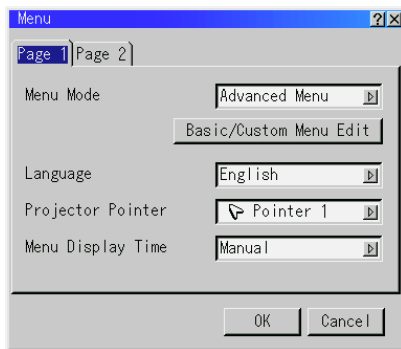 Menu
Page 1 Page 2
Menu Mode Advanced Menu
Basic/Custom Menu Edit
Language English
Projector Pointer Pointer 1
Menu Display Time Manual
OK Cancel